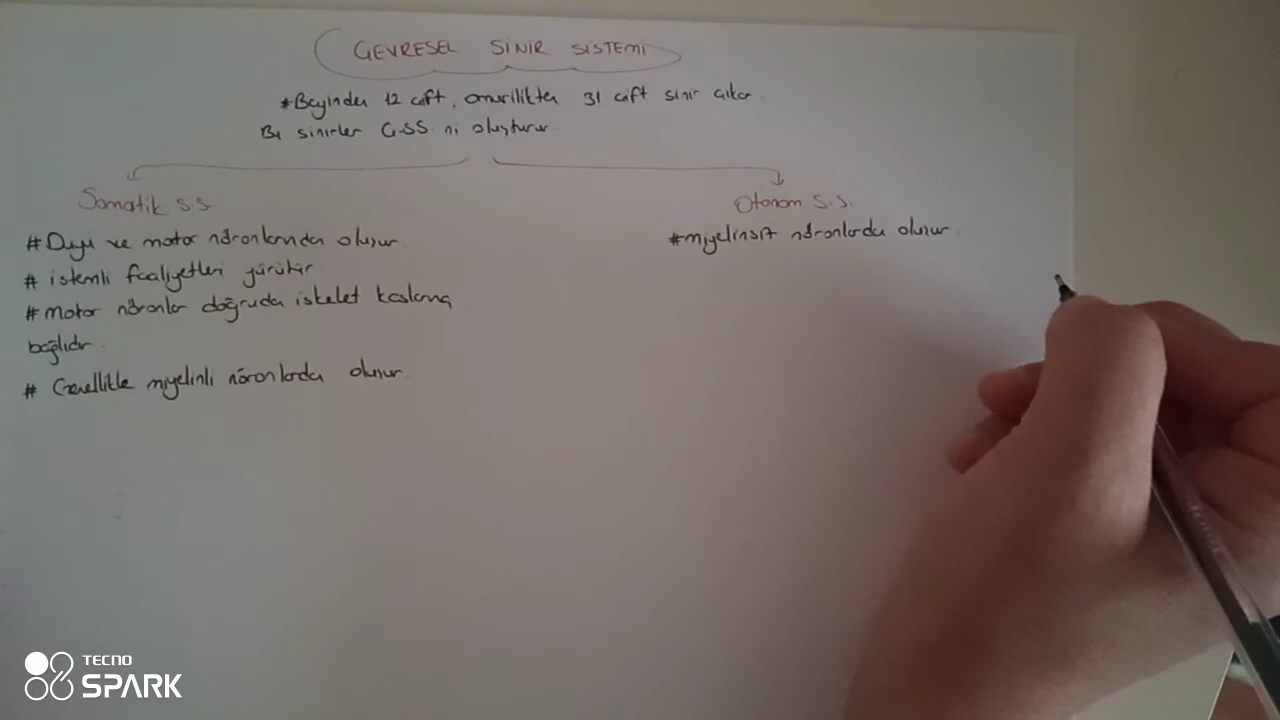 ÇEVRESEL SİNİR SİSTEMİ
*Beyinden 12 çift, omurilikten 31 çift sinir çıkar.
Bu sinirler Ç.S.S. ni oluşturur.
Somatik S.S.
Otonom S.S.
#Duyu ve motor nöronlarından oluşur.
# istemli faaliyetleri yürütür.
# Motor nöronlar doğrudan iskelet kaslarına
bağlıdır.
# Genellikle miyelinli nöronlardan oluşur.
#miyelinsiz nöronlardan oluşur.
TECNO
SPARK